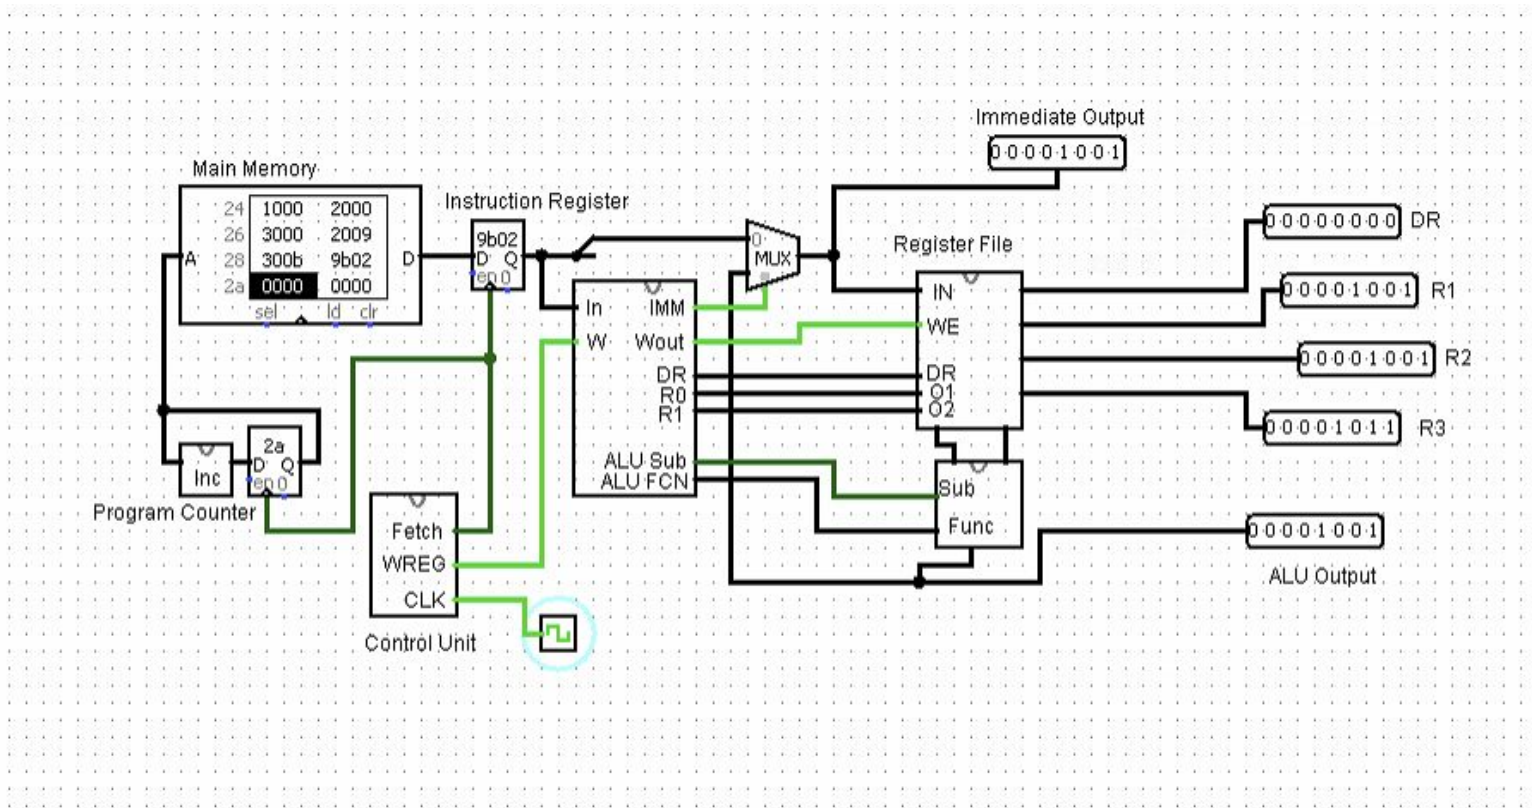 Immediate Output
0 0 0 0 1 0 0 1
Main Memory
24 1000 2000
26 3000 2009
28 300b 9b02
2a 0000 0000
A
D
sel ld clr
Instruction Register
9b02
D Q
en 0
0
MUX
Register File
IN
WE
DR
O1
O2
0 0 0 0 0 0 0 0 DR
0 0 0 0 1 0 0 1 R1
0 0 0 0 1 0 0 1 R2
0 0 0 0 1 0 1 1 R3
In IMM
W Wout
DR
R0
R1
ALU Sub
ALU FCN
Inc
2a
D Q
en 0
Program Counter
Fetch
WREG
CLK
Control Unit
Sub
Func
0 0 0 0 1 0 0 1
ALU Output